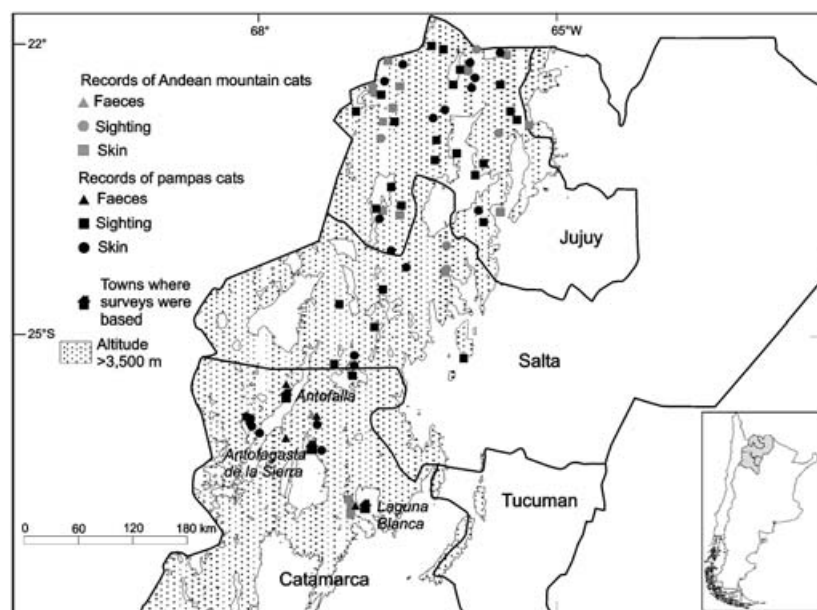 68°
65°W
22°
Records of Andean mountain cats
Faeces
Sighting
Skin
Records of pampas cats
Faeces
Sighting
Skin
Towns where
surveys were
based
Altitude
>3,500 m
Jujuy
25°S
Salta
Antofalla
Antofagasta
de la Sierra
Tucuman
Laguna
Blanca
0 60 120 180 km
Catamarca